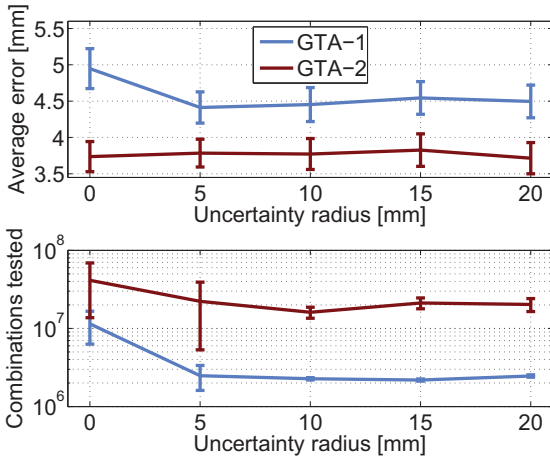 Average error [mm]
5.5
5
4.5
4
3.5
GTA−1
GTA−2
0 5 10 15 20
Uncertainty radius [mm]
Combinations tested
10^8
10^7
10^6
0 5 10 15 20
Uncertainty radius [mm]